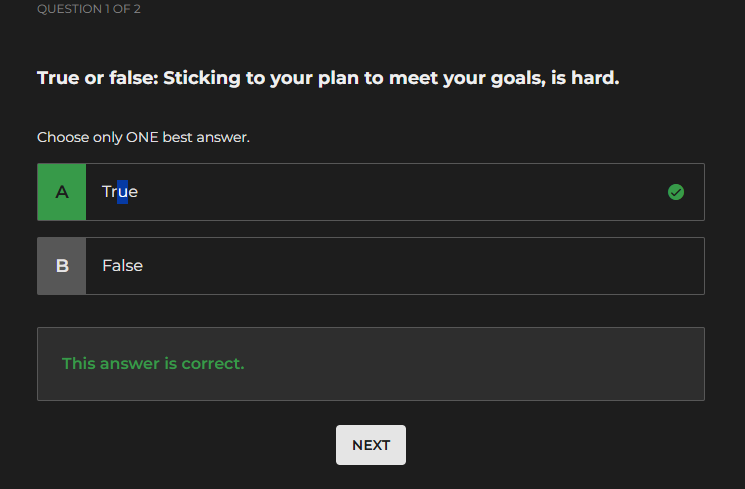 QUESTION 1 OF 2
True or false: Sticking to your plan to meet your goals, is hard.
Choose only ONE best answer.
A True
B False
This answer is correct.
NEXT